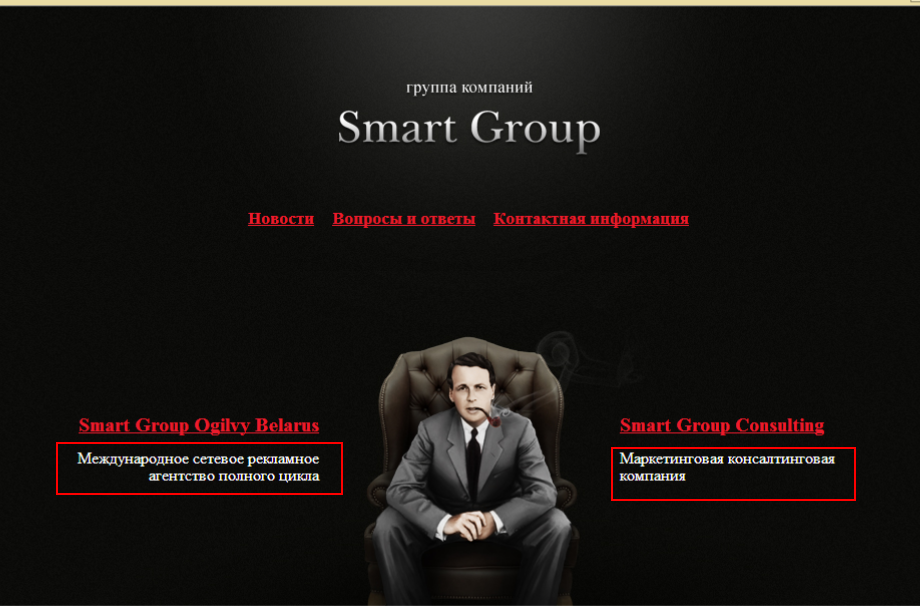 группа компаний
Smart Group
Новости Вопросы и ответы Контактная информация
Smart Group Ogilvy Belarus
Международное сетевое рекламное
агентство полного цикла
Smart Group Consulting
Маркетинговая консалтинговая
компания